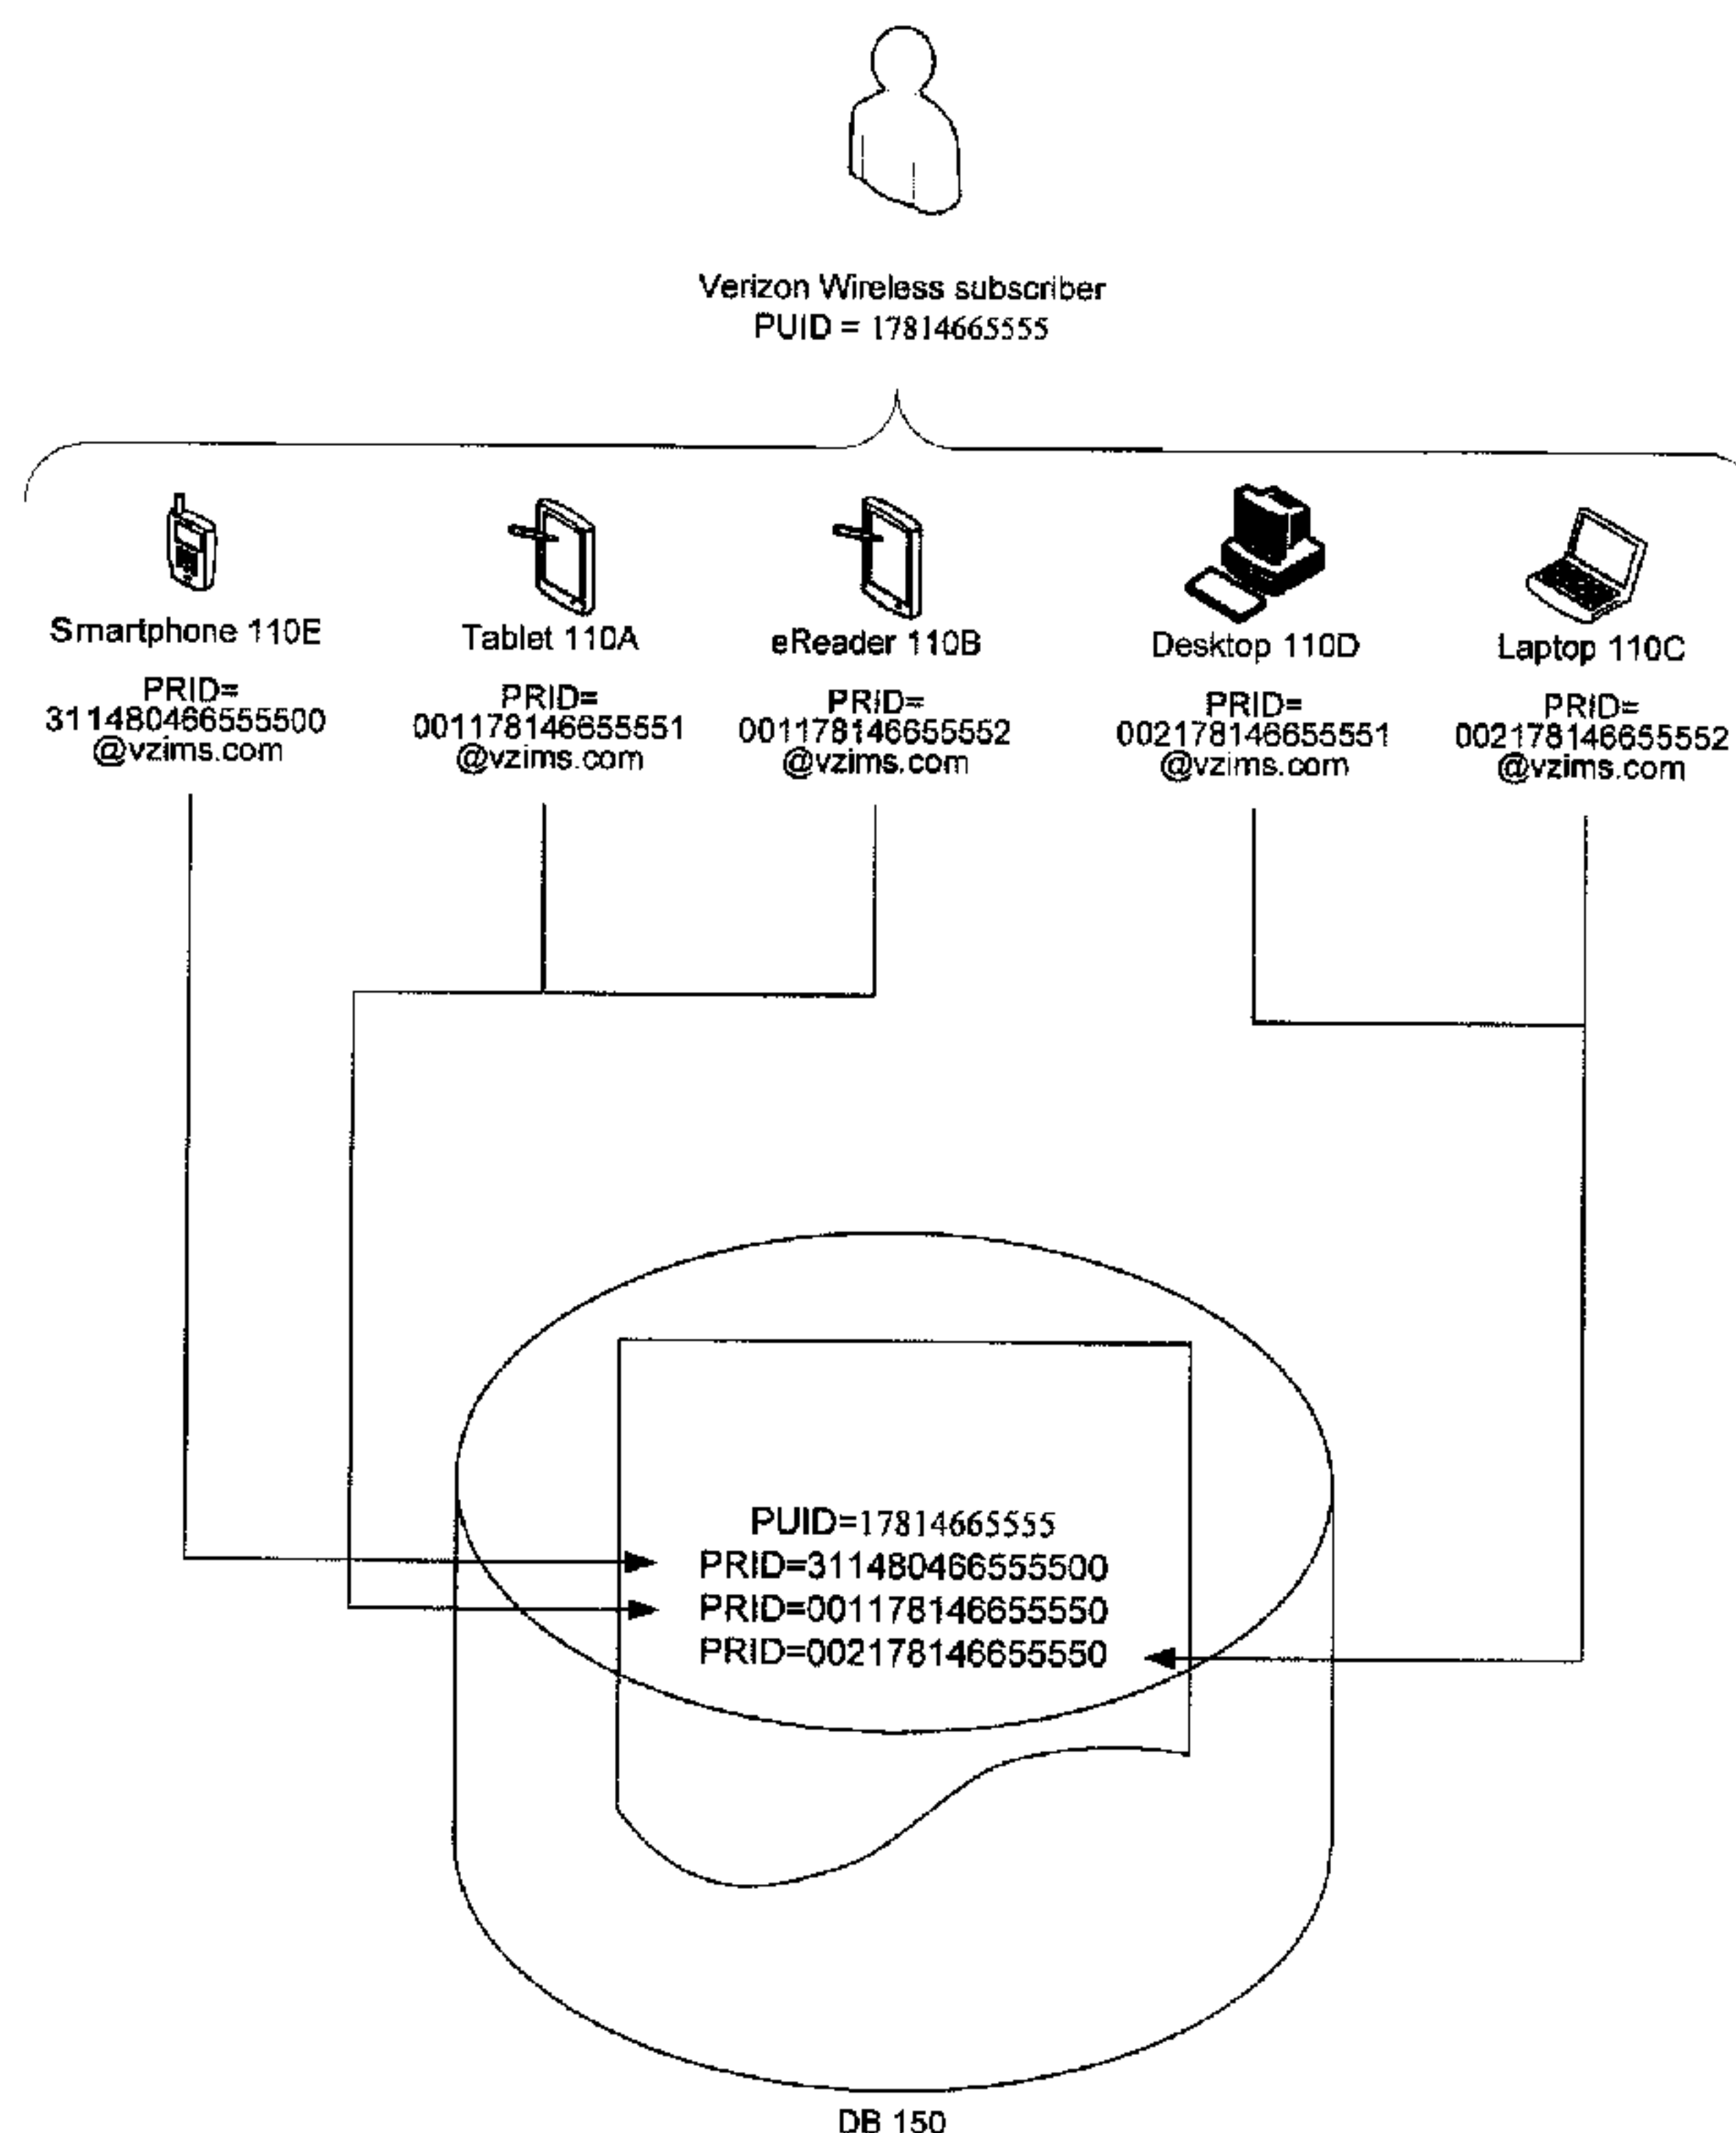 Verizon Wireless subscriber
PUID = 17814665555
Smartphone 110E
PRID=
311480466555500
@vzims.com
Tablet 110A
PRID=
001178146655551
@vzims.com
eReader 110B
PRID=
001178146655552
@vzims.com
Desktop 110D
PRID=
002178146655551
@vzims.com
Laptop 110C
PRID=
002178146655552
@vzims.com
PUID=17814665555
PRID=311480466555500
PRID=001178146655550
PRID=002178146655550
DB 150